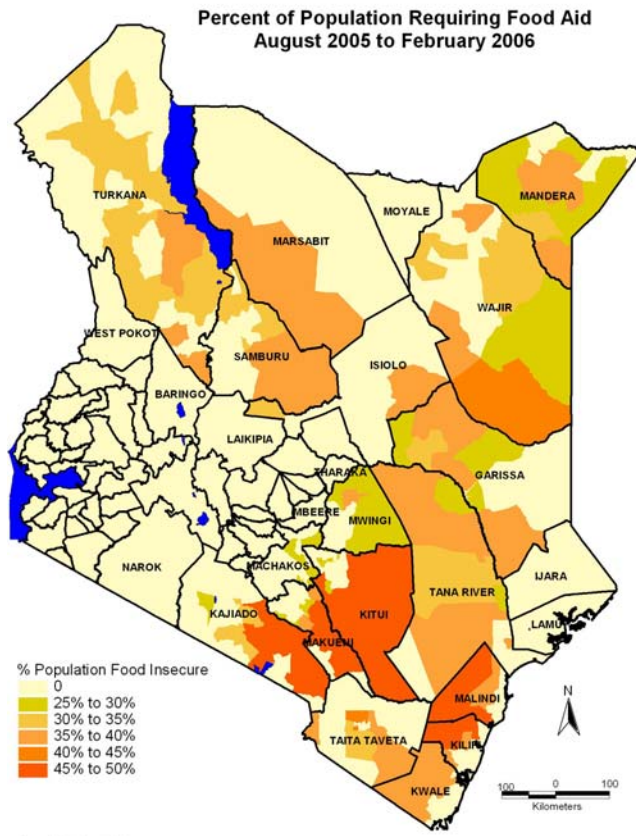 Percent of Population Requiring Food Aid
August 2005 to February 2006
MANDERA
TURKANA
MOYALE
MARSABIT
WAJIR
WEST POKOT
SAMBURU
ISIOLO
BARINGO
LAIKIPIA
THARAKA
GARISSA
MBEERE
MWINGI
MACHAKOS
NAROK
IJARA
TANA RIVER
KITUI
KAJIADO
LAMU
MAKUENI
% Population Food Insecure
0
25% to 30%
30% to 35%
35% to 40%
40% to 45%
45% to 50%
MALINDI
N
TAITA TAVETA
KILIFI
KWALE
100 0 100
Kilometers